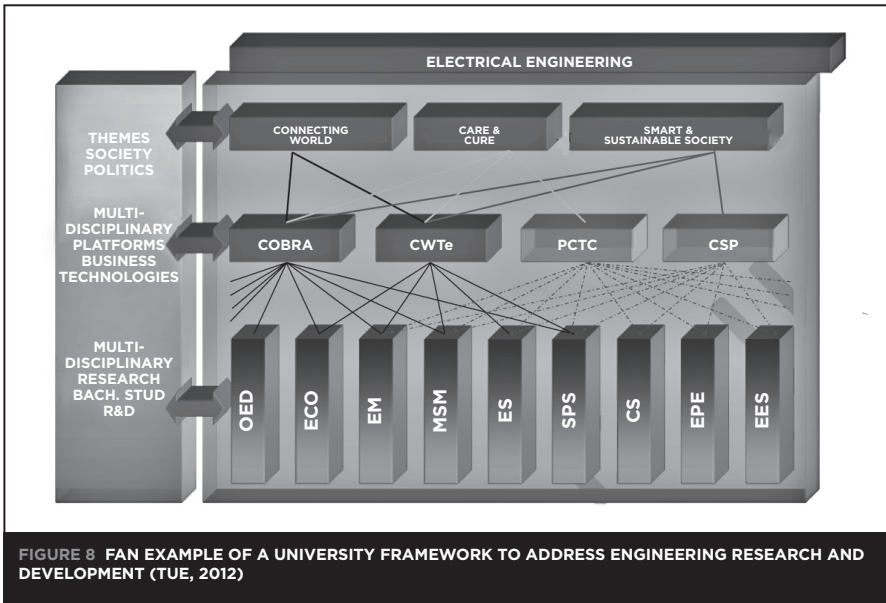 ELECTRICAL ENGINEERING
THEMES
SOCIETY
POLITICS
CONNECTING
WORLD
CARE &
CURE
SMART &
SUSTAINABLE SOCIETY
MULTI-
DISCIPLINARY
PLATFORMS
BUSINESS
TECHNOLOGIES
COBRA
CWTe
PCTC
CSP
MULTI-
DISCIPLINARY
RESEARCH
BACH. STUD
R&D
OED
ECO
EM
MSM
ES
SPS
CS
EPE
EES
FIGURE 8 FAN EXAMPLE OF A UNIVERSITY FRAMEWORK TO ADDRESS ENGINEERING RESEARCH AND
DEVELOPMENT (TUE, 2012)